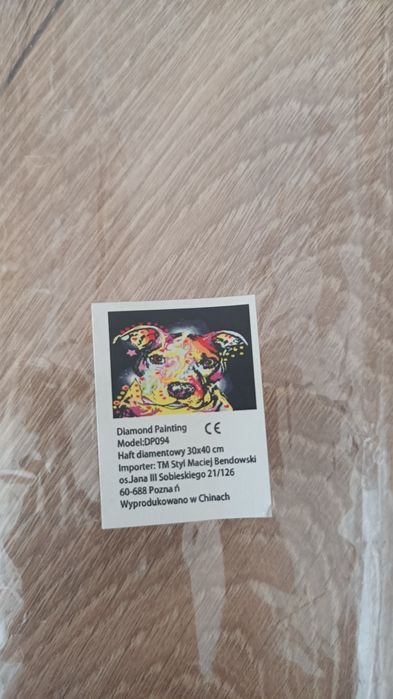 Diamond Painting CE
Model:DP094
Haft diamentowy 30x40 cm
Importer: TM Styl Maciej Bendowski
os.Jana III Sobieskiego 21/126
60-688 Pozna ń
Wyprodukowano w Chinach